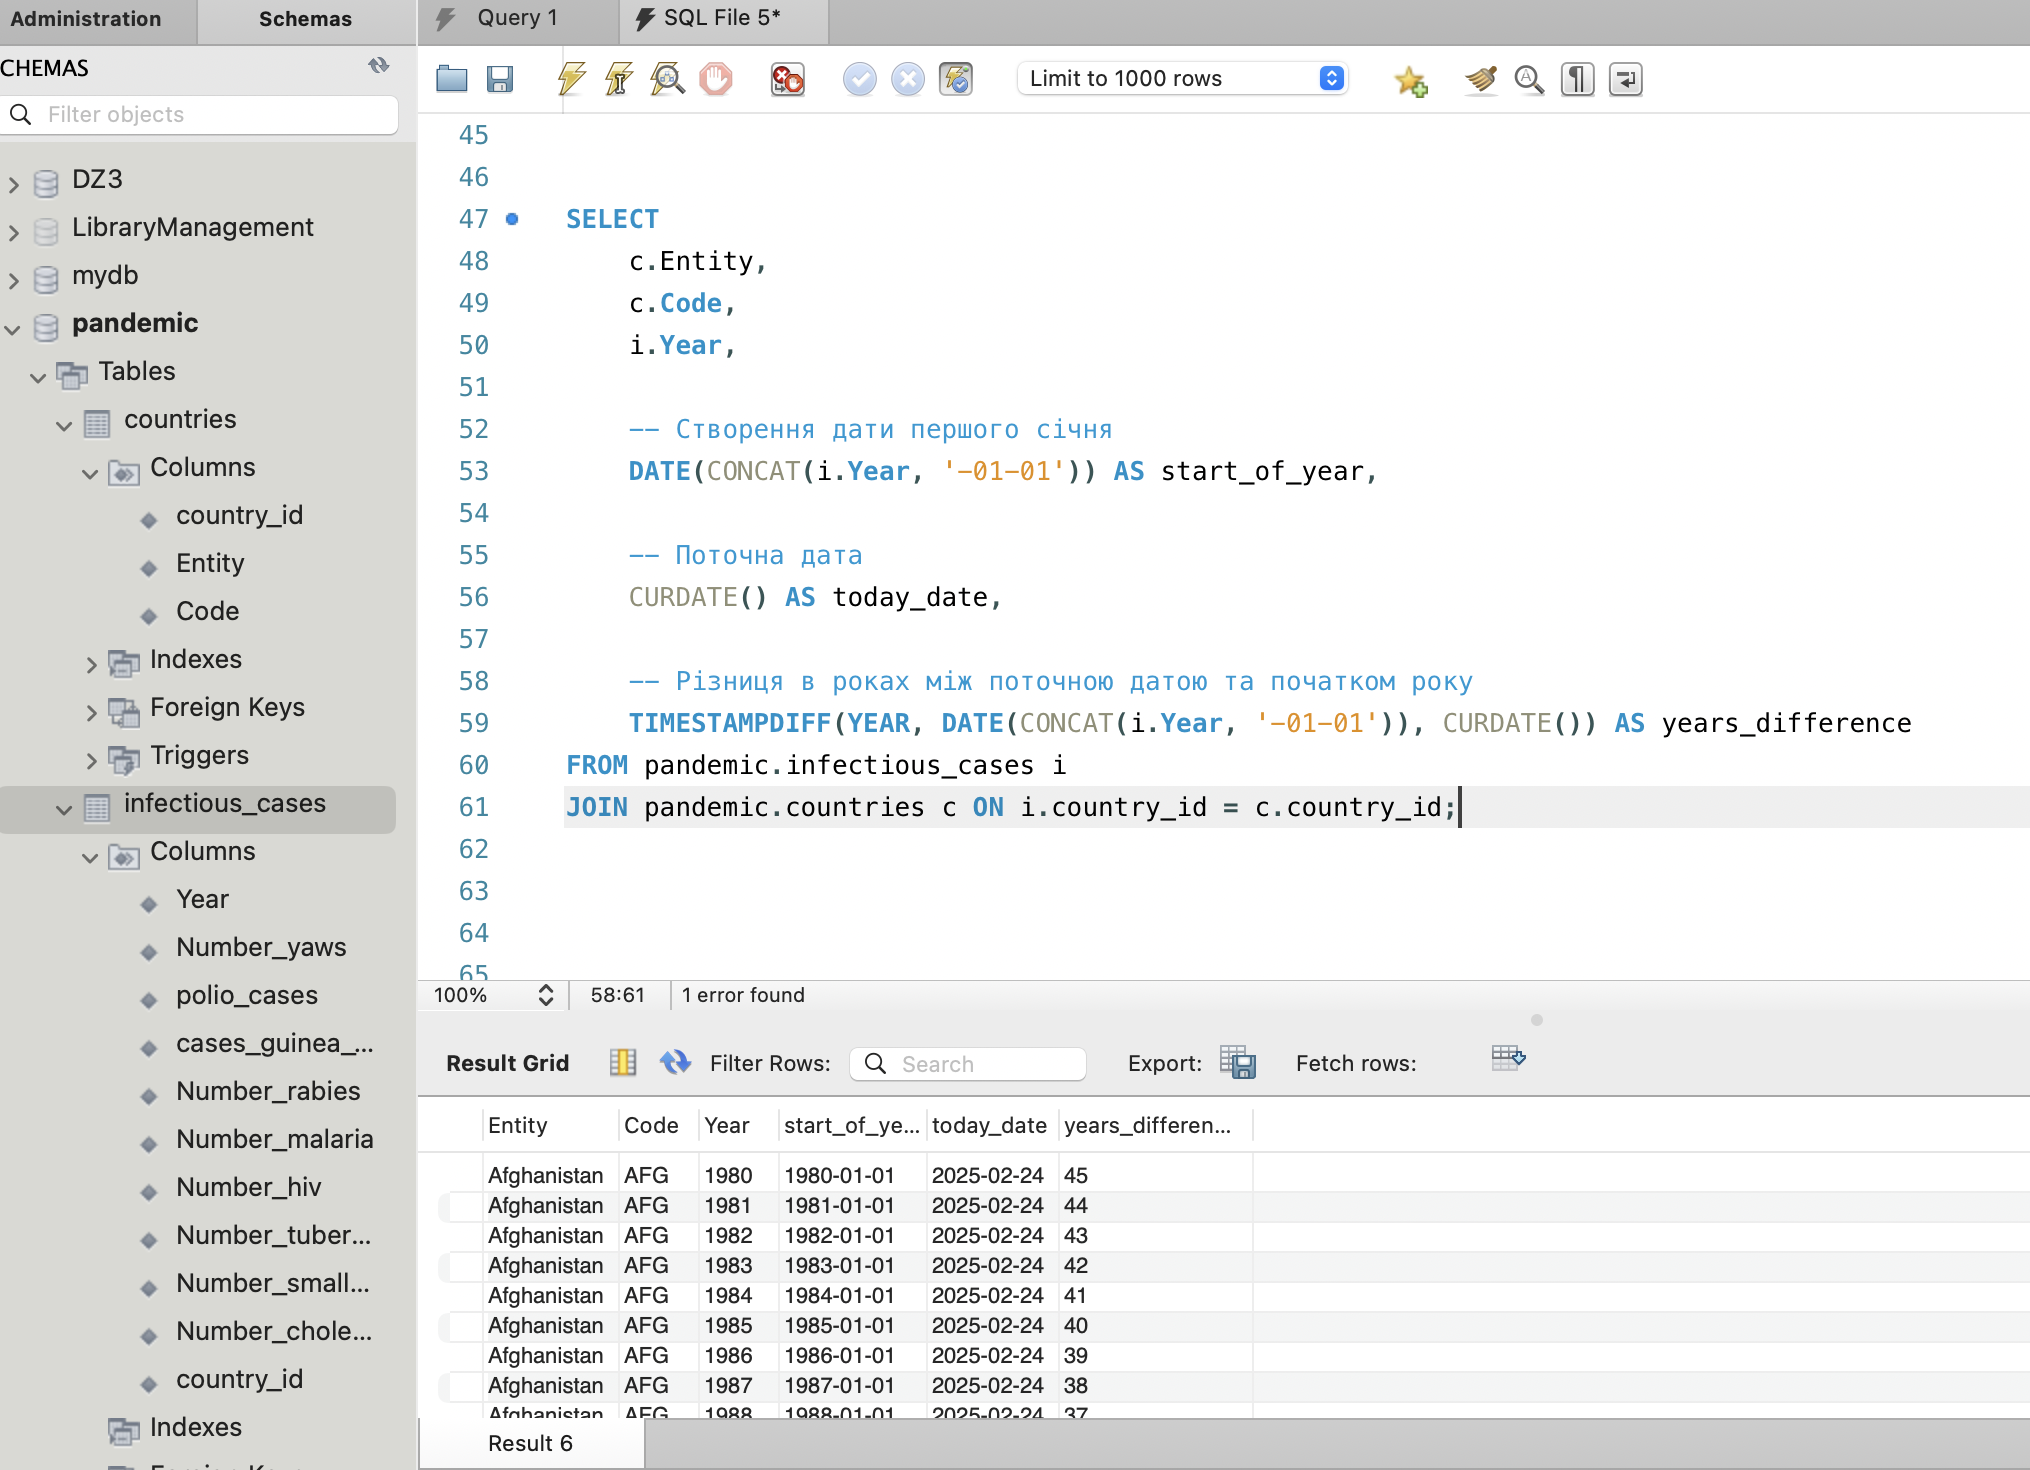 Administration
Schemas
Query 1
SQL File 5*
CHEMAS
Filter objects
Limit to 1000 rows
DZ3
LibraryManagement
mydb
pandemic
Tables
countries
Columns
country_id
Entity
Code
Indexes
Foreign Keys
Triggers
infectious_cases
Columns
Year
Number_yaws
polio_cases
cases_guinea_...
Number_rabies
Number_malaria
Number_hiv
Number_tuber...
Number_small...
Number_chole...
country_id
Indexes
45
46
47 SELECT
48 c.Entity,
49 c.Code,
50 i.Year,
51
52 -- Створення дати першого січня
53 DATE(CONCAT(i.Year, '-01-01')) AS start_of_year,
54
55 -- Поточна дата
56 CURDATE() AS today_date,
57
58 -- Різниця в роках між поточною датою та початком року
59 TIMESTAMPDIFF(YEAR, DATE(CONCAT(i.Year, '-01-01')), CURDATE()) AS years_difference
60 FROM pandemic.infectious_cases i
61 JOIN pandemic.countries c ON i.country_id = c.country_id;
62
63
64
65
100% 58:61 1 error found
Result Grid Filter Rows: Search Export: Fetch rows:
Entity Code Year start_of_ye... today_date years_differen...
Afghanistan AFG 1980 1980-01-01 2025-02-24 45
Afghanistan AFG 1981 1981-01-01 2025-02-24 44
Afghanistan AFG 1982 1982-01-01 2025-02-24 43
Afghanistan AFG 1983 1983-01-01 2025-02-24 42
Afghanistan AFG 1984 1984-01-01 2025-02-24 41
Afghanistan AFG 1985 1985-01-01 2025-02-24 40
Afghanistan AFG 1986 1986-01-01 2025-02-24 39
Afghanistan AFG 1987 1987-01-01 2025-02-24 38
Afghanistan AFG 1988 1988-01-01 2025-02-24 37
Result 6